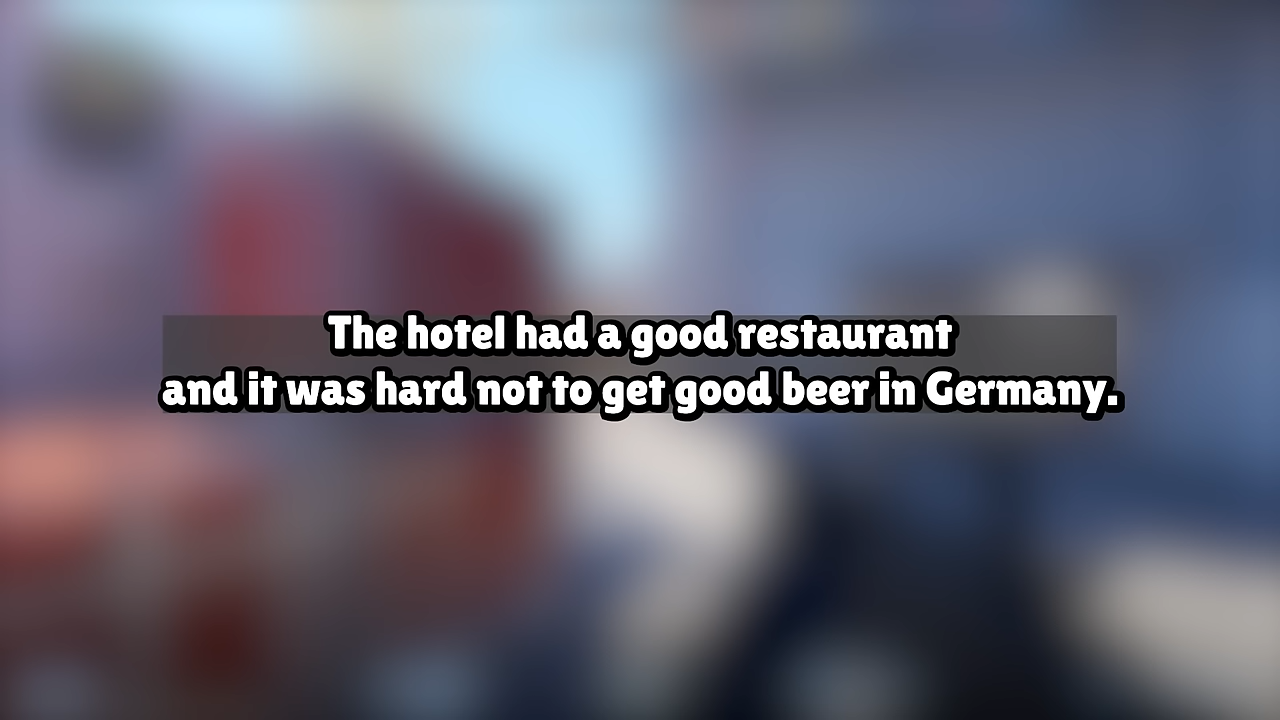 The hotel had a good restaurant
and it was hard not to get good beer in Germany.